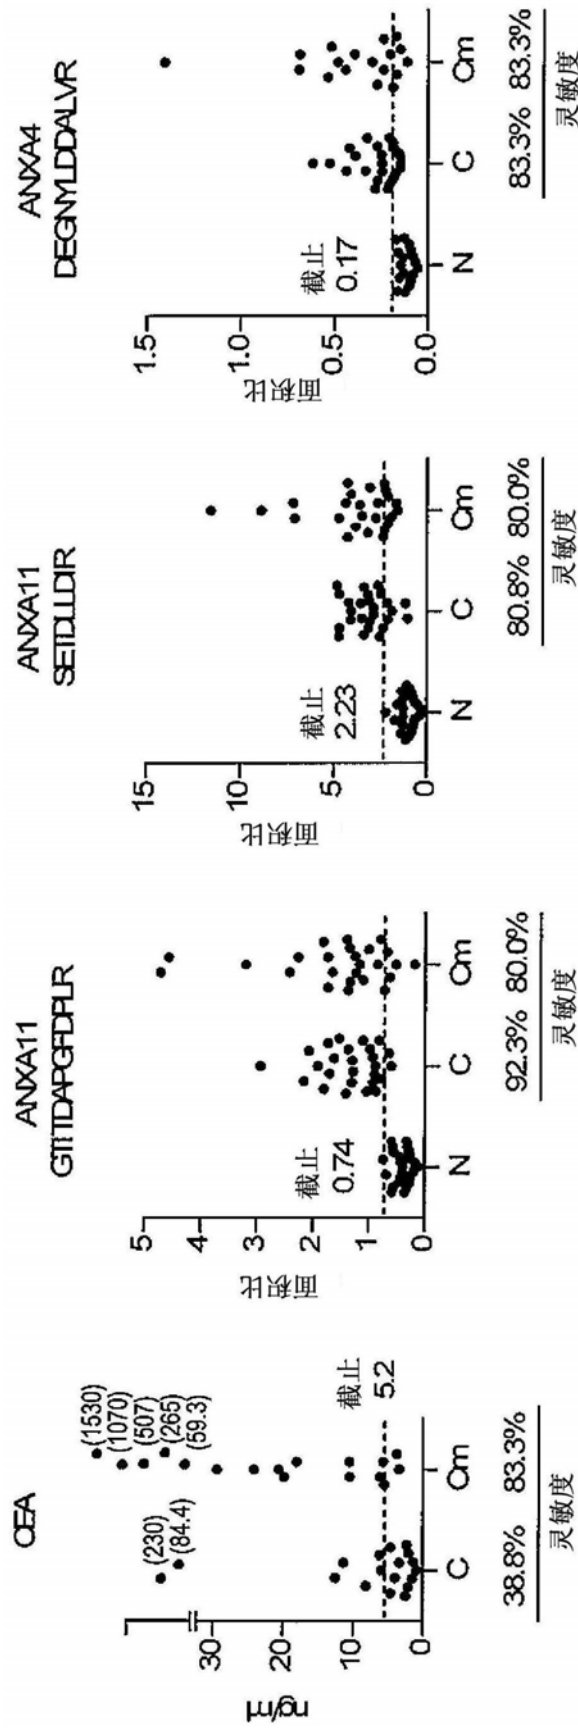 CEA
ng/ml
30
20
10
0
(230)
(84.4)
(1530)
(1070)
(507)
(265)
(59.3)
截止
5.2
C
Cm
38.8%
83.3%
灵敏度
ANXA11
GTITDAPGFDPLR
面积比
5
4
3
2
1
0
截止
0.74
N
C
Cm
92.3%
80.0%
灵敏度
ANXA11
SETDLLDIR
面积比
15
10
5
0
截止
2.23
N
C
Cm
80.8%
80.0%
灵敏度
ANXA4
DEGNYLDDALVR
面积比
1.5
1.0
0.5
0.0
截止
0.17
N
C
Cm
83.3%
83.3%
灵敏度